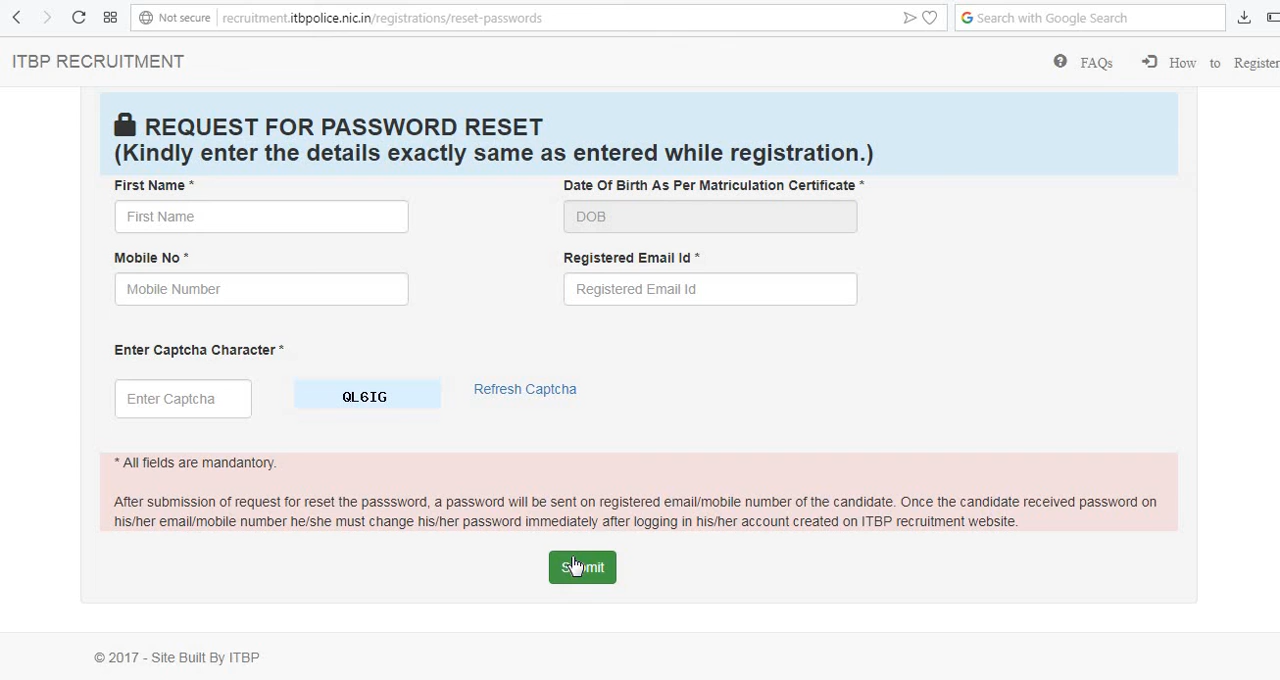 Not secure recruitment.itbpolice.nic.in/registrations/reset-passwords Search with Google Search
ITBP RECRUITMENT FAQs How to Register
REQUEST FOR PASSWORD RESET
(Kindly enter the details exactly same as entered while registration.)
First Name * Date Of Birth As Per Matriculation Certificate *
First Name DOB
Mobile No * Registered Email Id *
Mobile Number Registered Email Id
Enter Captcha Character *
Enter Captcha QL6IG Refresh Captcha
* All fields are mandantory.
After submission of request for reset the passsword, a password will be sent on registered email/mobile number of the candidate. Once the candidate received password on
his/her email/mobile number he/she must change his/her password immediately after logging in his/her account created on ITBP recruitment website.
Submit
© 2017 - Site Built By ITBP